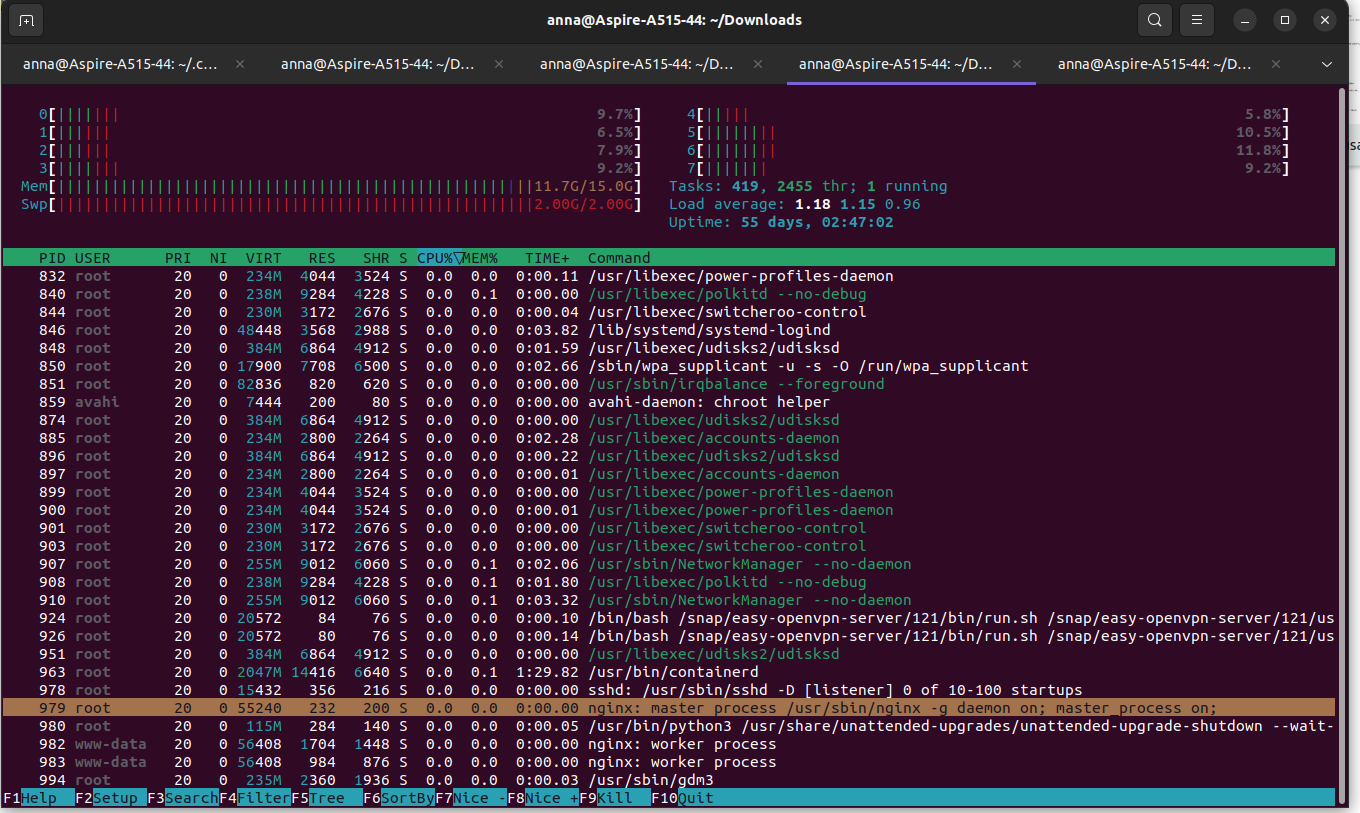 anna@Aspire-A515-44: ~/Downloads
anna@Aspire-A515-44: ~/.c... anna@Aspire-A515-44: ~/D... anna@Aspire-A515-44: ~/D... anna@Aspire-A515-44: ~/D... anna@Aspire-A515-44: ~/D...
0[||||||| 9.7%] 4[||||| 5.8%]
1[|||||| 6.5%] 5[|||||||| 10.5%]
2[|||||| 7.9%] 6[|||||||| 11.8%]
3[||||||| 9.2%] 7[||||||| 9.2%]
Mem[|||||||||||||||||||||||||||||||||||||||||||||||||||||11.7G/15.0G] Tasks: 419, 2455 thr; 1 running
Swp[|||||||||||||||||||||||||||||||||||||||||||||||||||||2.00G/2.00G] Load average: 1.18 1.15 0.96
Uptime: 55 days, 02:47:02
PID USER PRI NI VIRT RES SHR S CPU%▽MEM% TIME+ Command
832 root 20 0 234M 4044 3524 S 0.0 0.0 0:00.11 /usr/libexec/power-profiles-daemon
840 root 20 0 238M 9284 4228 S 0.0 0.1 0:00.00 /usr/libexec/polkitd --no-debug
844 root 20 0 230M 3172 2676 S 0.0 0.0 0:00.04 /usr/libexec/switcheroo-control
846 root 20 0 48448 3568 2988 S 0.0 0.0 0:03.82 /lib/systemd/systemd-logind
848 root 20 0 384M 6864 4912 S 0.0 0.0 0:01.59 /usr/libexec/udisks2/udisksd
850 root 20 0 17900 7708 6500 S 0.0 0.0 0:02.66 /sbin/wpa_supplicant -u -s -O /run/wpa_supplicant
851 root 20 0 82836 820 620 S 0.0 0.0 0:00.00 /usr/sbin/irqbalance --foreground
859 avahi 20 0 7444 200 80 S 0.0 0.0 0:00.00 avahi-daemon: chroot helper
874 root 20 0 384M 6864 4912 S 0.0 0.0 0:00.00 /usr/libexec/udisks2/udisksd
885 root 20 0 234M 2800 2264 S 0.0 0.0 0:02.28 /usr/libexec/accounts-daemon
896 root 20 0 384M 6864 4912 S 0.0 0.0 0:00.22 /usr/libexec/udisks2/udisksd
897 root 20 0 234M 2800 2264 S 0.0 0.0 0:00.01 /usr/libexec/accounts-daemon
899 root 20 0 234M 4044 3524 S 0.0 0.0 0:00.00 /usr/libexec/power-profiles-daemon
900 root 20 0 234M 4044 3524 S 0.0 0.0 0:00.01 /usr/libexec/power-profiles-daemon
901 root 20 0 230M 3172 2676 S 0.0 0.0 0:00.00 /usr/libexec/switcheroo-control
903 root 20 0 230M 3172 2676 S 0.0 0.0 0:00.00 /usr/libexec/switcheroo-control
907 root 20 0 255M 9012 6060 S 0.0 0.1 0:02.06 /usr/sbin/NetworkManager --no-daemon
908 root 20 0 238M 9284 4228 S 0.0 0.1 0:01.80 /usr/libexec/polkitd --no-debug
910 root 20 0 255M 9012 6060 S 0.0 0.1 0:03.32 /usr/sbin/NetworkManager --no-daemon
924 root 20 0 20572 84 76 S 0.0 0.0 0:00.10 /bin/bash /snap/easy-openvpn-server/121/bin/run.sh /snap/easy-openvpn-server/121/us
926 root 20 0 20572 80 76 S 0.0 0.0 0:00.14 /bin/bash /snap/easy-openvpn-server/121/bin/run.sh /snap/easy-openvpn-server/121/us
951 root 20 0 384M 6864 4912 S 0.0 0.0 0:00.00 /usr/libexec/udisks2/udisksd
963 root 20 0 2047M 14416 6640 S 0.0 0.1 1:29.82 /usr/bin/containerd
978 root 20 0 15432 356 216 S 0.0 0.0 0:00.00 sshd: /usr/sbin/sshd -D [listener] 0 of 10-100 startups
979 root 20 0 55240 232 200 S 0.0 0.0 0:00.00 nginx: master process /usr/sbin/nginx -g daemon on; master_process on;
980 root 20 0 115M 284 140 S 0.0 0.0 0:00.05 /usr/bin/python3 /usr/share/unattended-upgrades/unattended-upgrade-shutdown --wait-
982 www-data 20 0 56408 1704 1448 S 0.0 0.0 0:00.00 nginx: worker process
983 www-data 20 0 56408 984 876 S 0.0 0.0 0:00.00 nginx: worker process
994 root 20 0 235M 2360 1936 S 0.0 0.0 0:00.03 /usr/sbin/gdm3
F1Help F2Setup F3SearchF4FilterF5Tree F6SortByF7Nice -F8Nice +F9Kill F10Quit